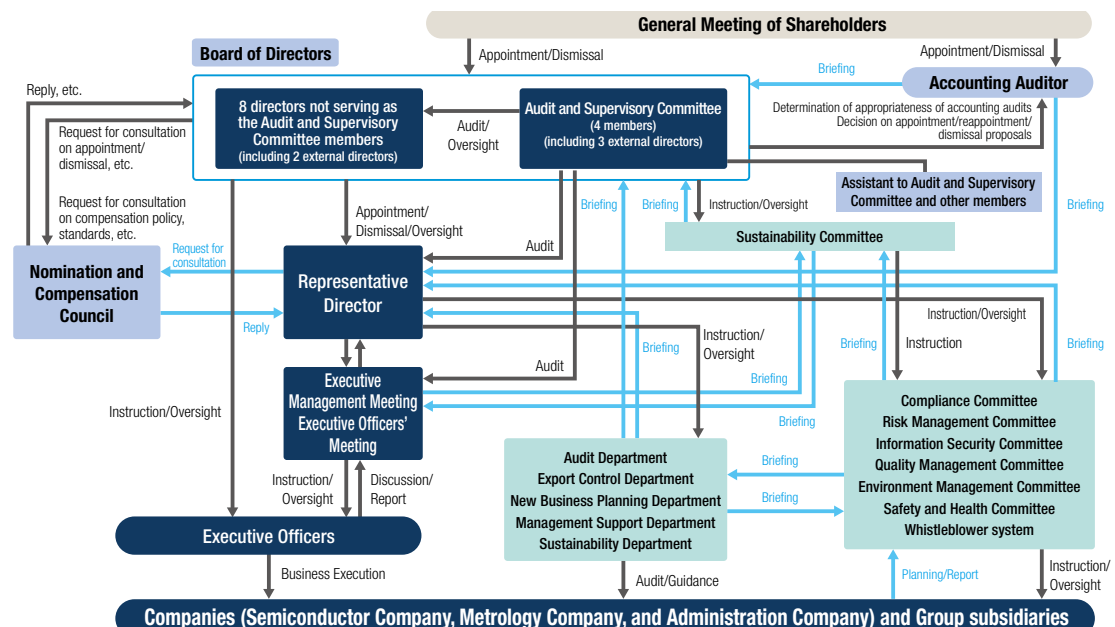 General Meeting of Shareholders
Board of Directors
Appointment/Dismissal
Appointment/Dismissal
Briefing
Accounting Auditor
Reply, etc.
8 directors not serving as
the Audit and Supervisory
Committee members
(including 2 external directors)
Audit/
Oversight
Audit and Supervisory Committee
(4 members)
(including 3 external directors)
Determination of appropriateness of accounting audits
Decision on appointment/reappointment/
dismissal proposals
Request for consultation
on appointment/
dismissal, etc.
Assistant to Audit and Supervisory
Committee and other members
Request for consultation
on compensation policy,
standards, etc.
Appointment/
Dismissal/Oversight
Briefing
Briefing
Instruction/Oversight
Briefing
Sustainability Committee
Audit
Request for
consultation
Nomination and
Compensation
Council
Representative
Director
Reply
Instruction/Oversight
Briefing
Instruction/
Oversight
Briefing
Instruction
Briefing
Audit
Executive
Management Meeting
Executive Officers'
Meeting
Briefing
Briefing
Instruction/Oversight
Compliance Committee
Risk Management Committee
Information Security Committee
Quality Management Committee
Environment Management Committee
Safety and Health Committee
Whistleblower system
Audit Department
Export Control Department
New Business Planning Department
Management Support Department
Sustainability Department
Briefing
Briefing
Instruction/
Oversight
Discussion/
Report
Executive Officers
Business Execution
Audit/Guidance
Planning/Report
Instruction/
Oversight
Companies (Semiconductor Company, Metrology Company, and Administration Company) and Group subsidiaries